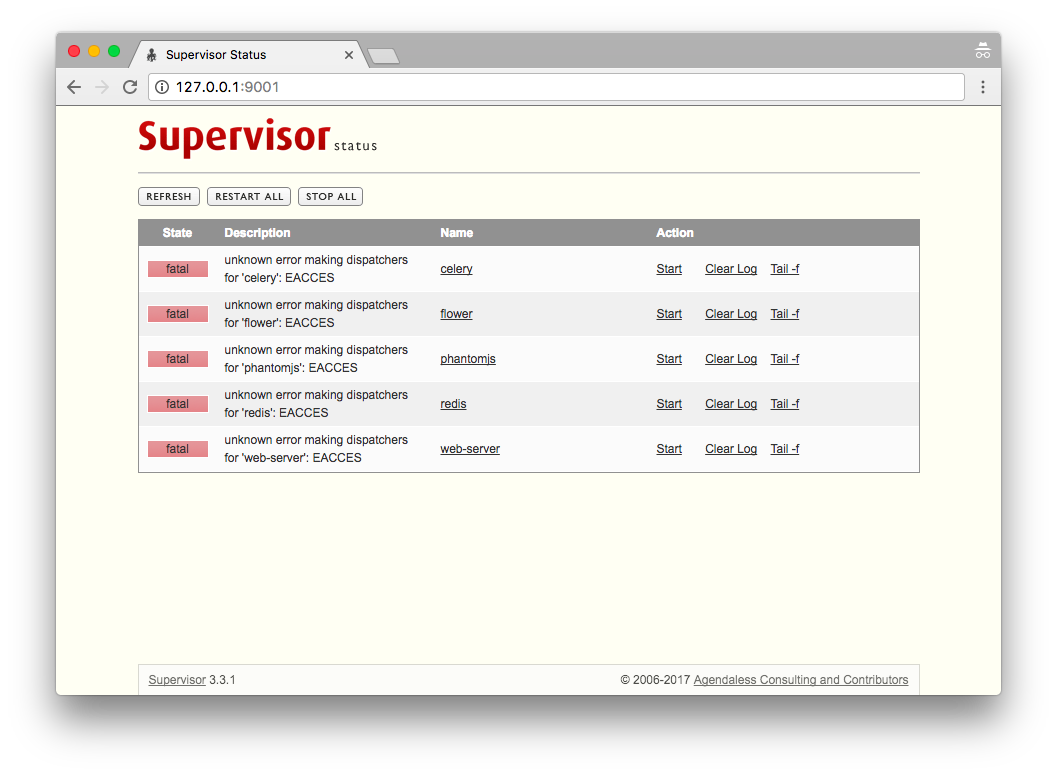 Supervisor Status
127.0.0.1:9001
Supervisor status
REFRESH RESTART ALL STOP ALL
State Description Name Action
unknown error making dispatchers
fatal for 'celery': EACCES celery Start Clear Log Tail -f
unknown error making dispatchers
fatal for 'flower': EACCES flower Start Clear Log Tail -f
unknown error making dispatchers
fatal for 'phantomjs': EACCES phantomjs Start Clear Log Tail -f
unknown error making dispatchers
fatal for 'redis': EACCES redis Start Clear Log Tail -f
unknown error making dispatchers
fatal for 'web-server': EACCES web-server Start Clear Log Tail -f
Supervisor 3.3.1 © 2006-2017 Agendaless Consulting and Contributors